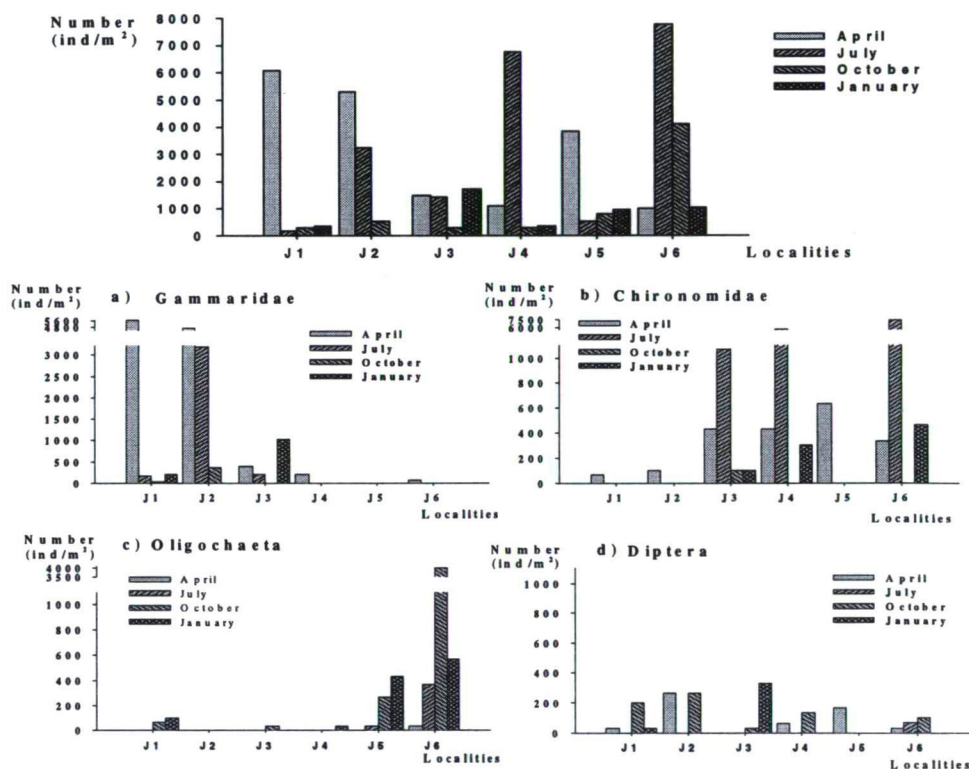 Number
(ind/m²)
8000
7000
6000
5000
4000
3000
2000
1000
0
April
July
October
January
J1 J2 J3 J4 J5 J6 Localities
Number
(ind/m²)
a) Gammaridae
5600
4800
3000
2500
2000
1500
1000
500
0
April
July
October
January
J1 J2 J3 J4 J5 J6
Localities
Number
(ind/m²)
b) Chironomidae
7500
6000
1000
800
600
400
200
0
April
July
October
January
J1 J2 J3 J4 J5 J6
Localities
Number
(ind/m²)
c) Oligochaeta
4000
3500
1000
800
600
400
200
0
April
July
October
January
J1 J2 J3 J4 J5 J6
Localities
Number
(ind/m²)
d) Diptera
1000
800
600
400
200
0
April
July
October
January
J1 J2 J3 J4 J5 J6
Localities